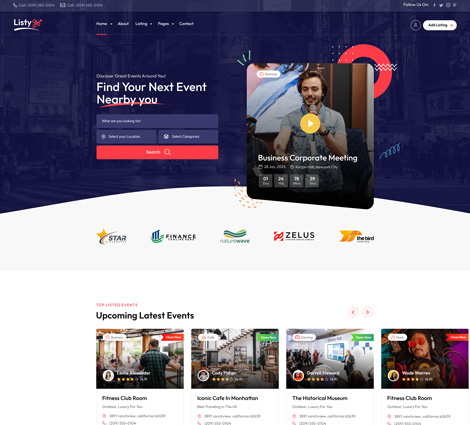 Call: (209) 555-0104
Call: (209) 555-0104
Follow Us On:
Listygo
Home
About
Listing
Pages
Contact
Add Listing
Discover Great Events Around You!
Find Your Next Event
Nearby you
What are you looking for?
Select your Location
Select Categories
Search
Business
Business Corporate Meeting
28 Jan, 2023
Kaizar Hall, Newyork City
01
24
18
39
Day
Hrs
Mins
Secs
STAR
FINANCE
naturewave
ZELUS
the bird
TOP LISTED EVENTS
Upcoming Latest Events
Business
Close Now
Leslie Alexander
(4.9)
Fitness Club Room
Outdoor, Luxury For You
3891 ranchview, california 62639
(209) 555-0104
Cafe
Open Now
Cody Fisher
(4.9)
Iconic Cafe In Manhattan
Best Traveling in The UK
3891 ranchview, california 62639
(209) 555-0104
Open Now
Darrell Steward
(4.9)
The Historical Museum
Outdoor, Luxury For You
3891 ranchview, california 62639
(209) 555-0104
Music
Close Now
Wade Warren
(4.9)
Fitness Club Room
Outdoor, Luxury For You
3891 ranchview, california 62639
(209) 555-0104